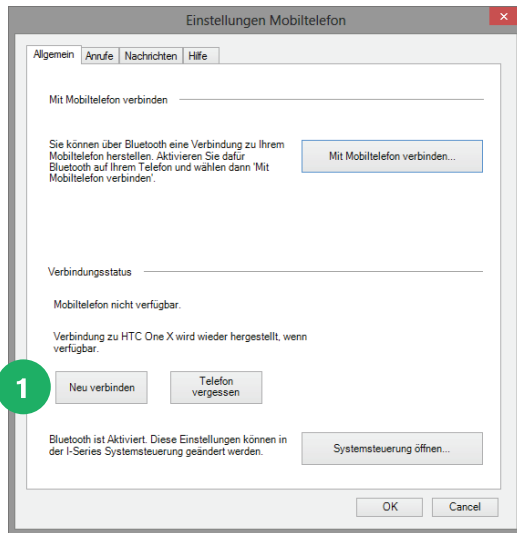 Einstellungen Mobiltelefon
×
Allgemein Anrufe Nachrichten Hilfe
Mit Mobiltelefon verbinden
Sie können über Bluetooth eine Verbindung zu Ihrem
Mobiltelefon herstellen. Aktivieren Sie dafür
Bluetooth auf Ihrem Telefon und wählen dann 'Mit
Mobiltelefon verbinden'.
Mit Mobiltelefon verbinden...
Verbindungsstatus
Mobiltelefon nicht verfügbar.
Verbindung zu HTC One X wird wieder hergestellt, wenn
verfügbar.
1
Neu verbinden
Telefon
vergessen
Bluetooth ist Aktiviert. Diese Einstellungen können in
der I-Series Systemsteuerung geändert werden.
Systemsteuerung öffnen...
OK
Cancel